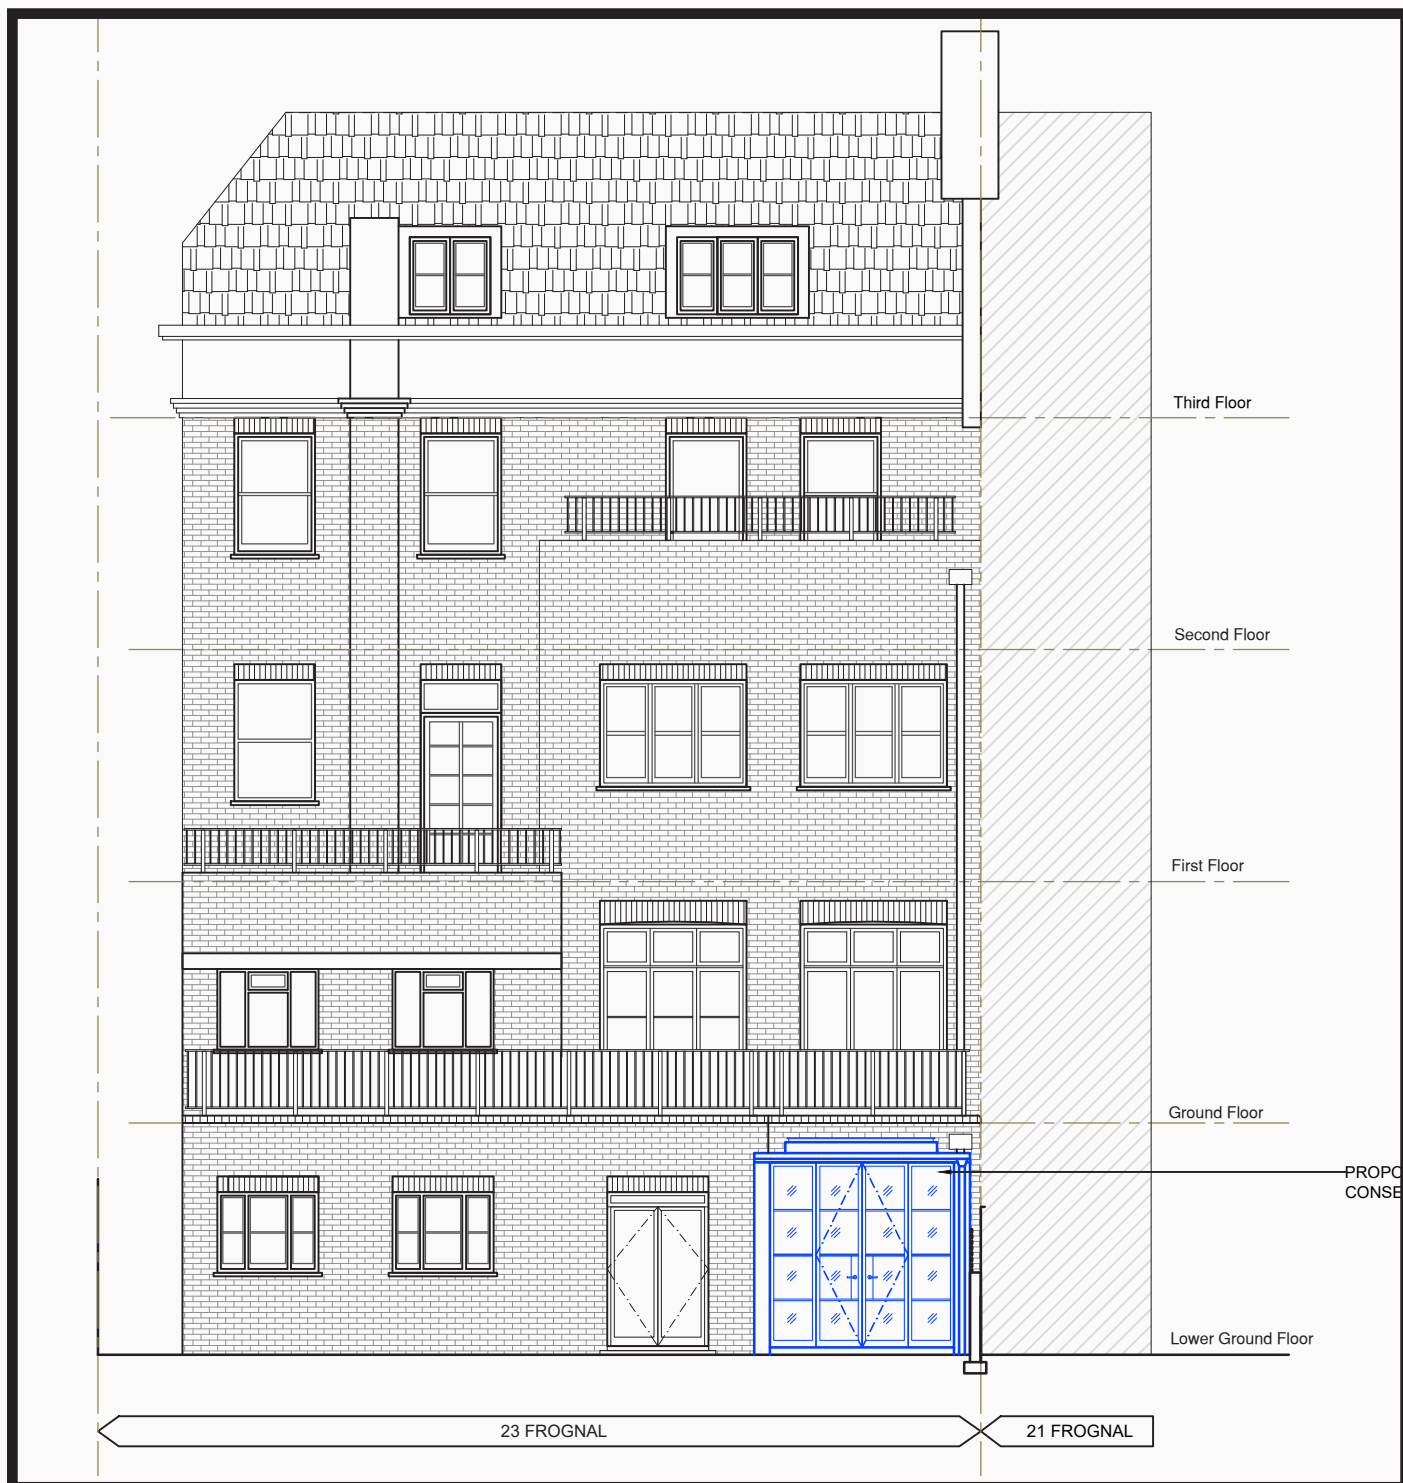 Third Floor
Second Floor
First Floor
Ground Floor
PROPO
CONSE
Lower Ground Floor
23 FROGNAL
21 FROGNAL